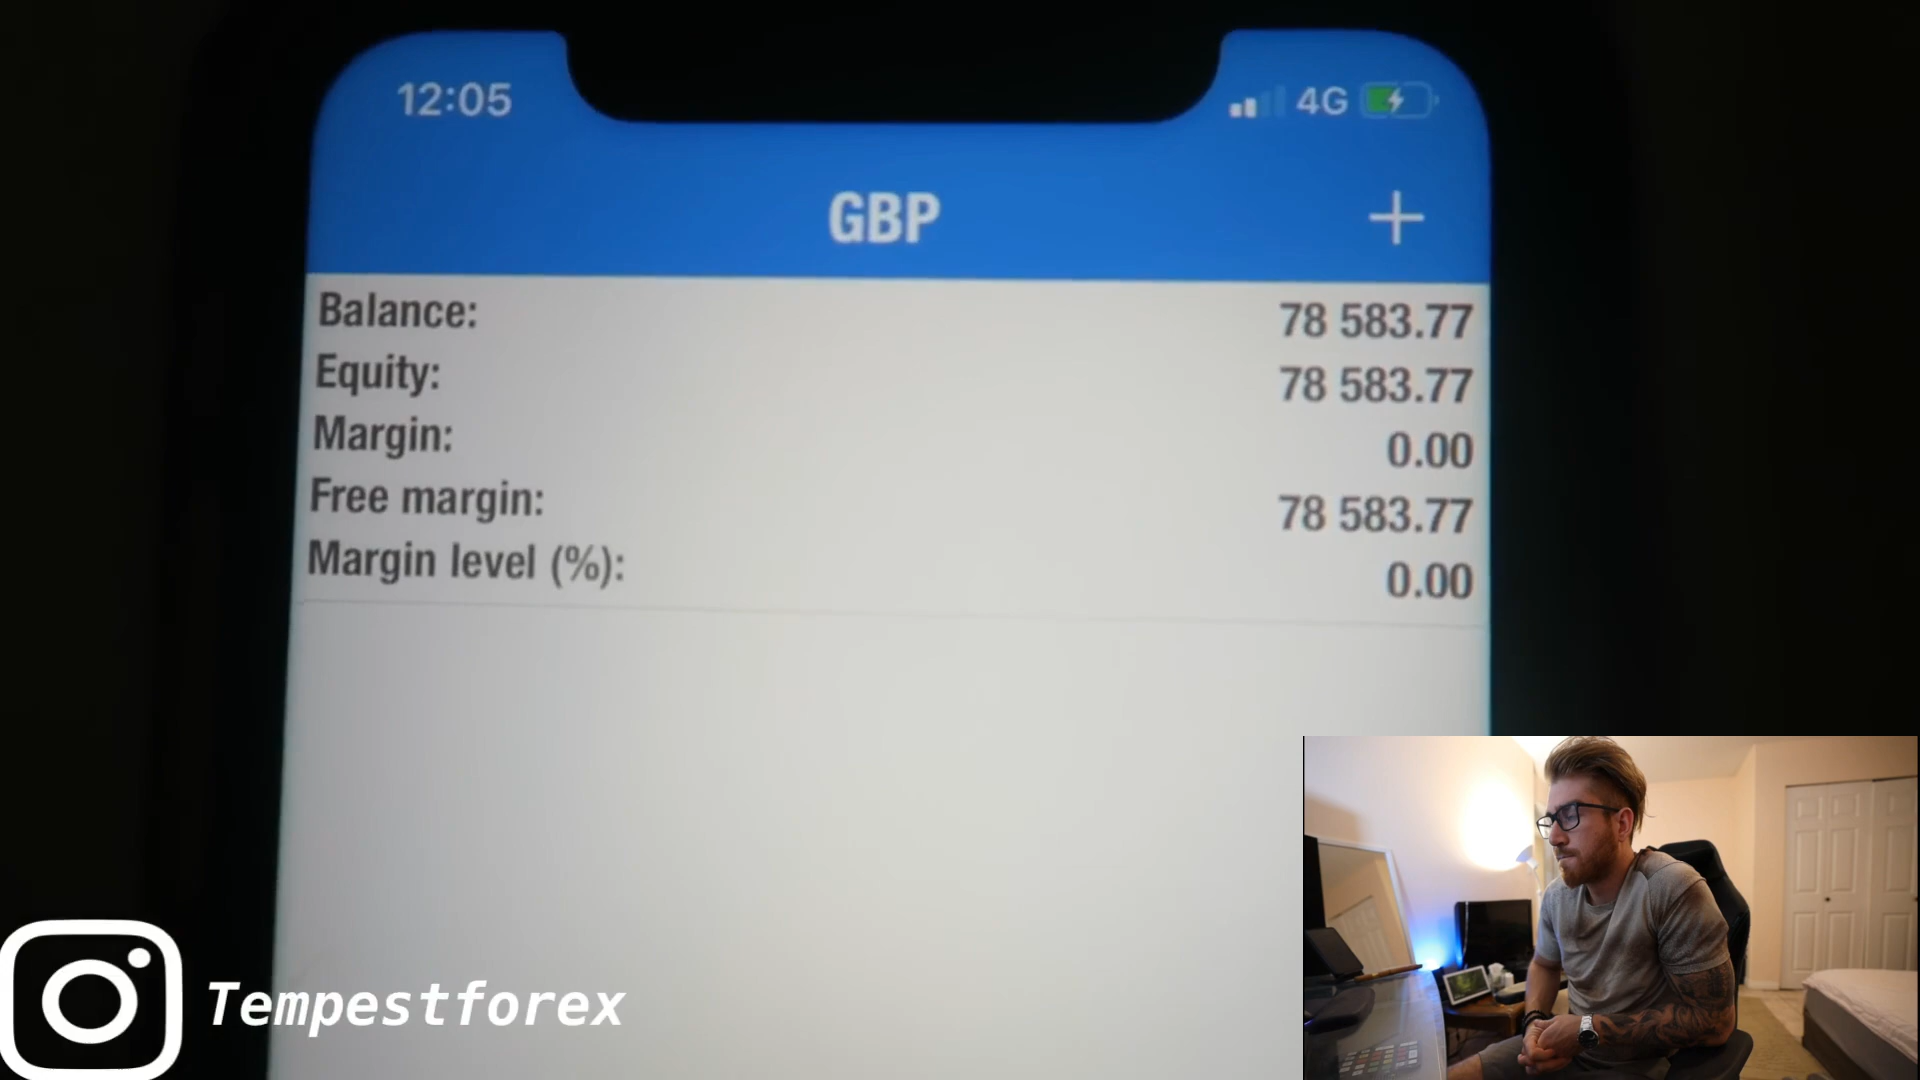 12:05 4G
GBP +
Balance: 78 583.77
Equity: 78 583.77
Margin: 0.00
Free margin: 78 583.77
Margin level (%): 0.00
Tempestforex